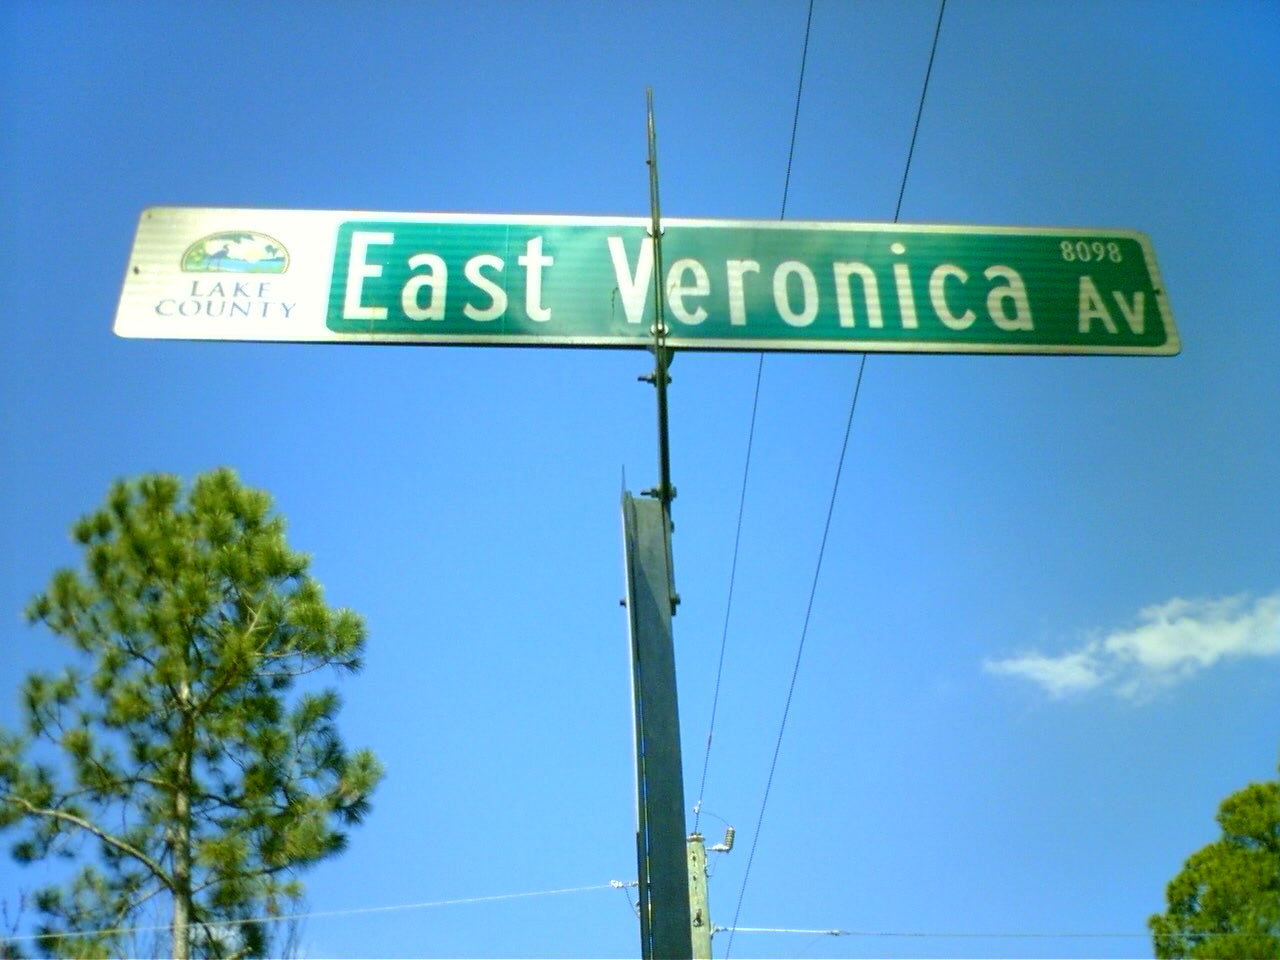 LAKE
COUNTY
East Veronica Av
8098